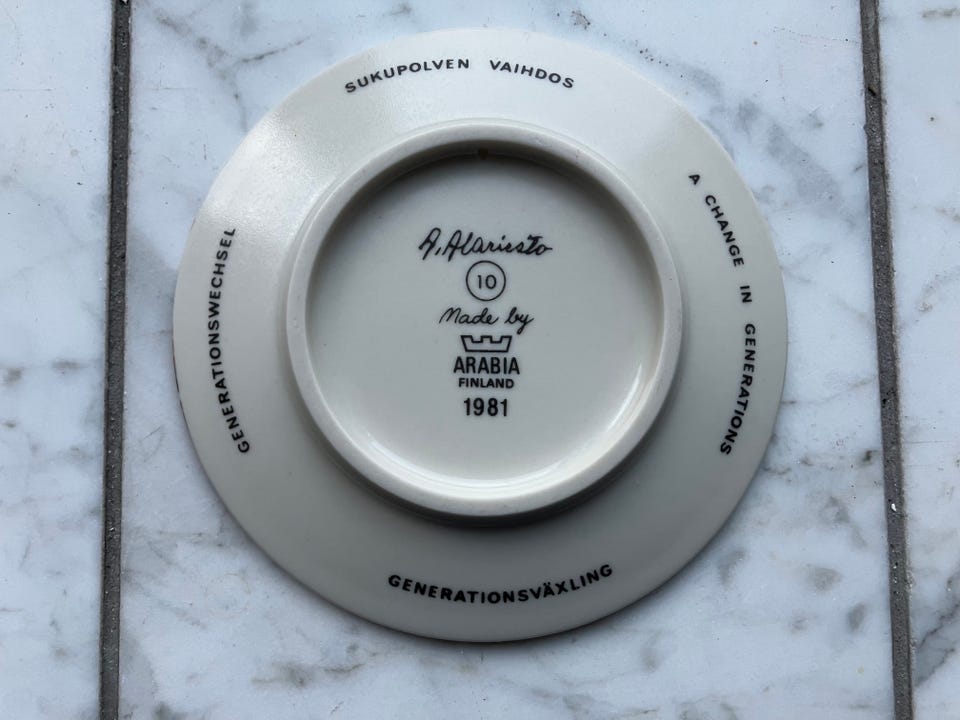 SUKUPOLVEN VAIHDOS
A CHANGE IN GENERATIONS
GENERATIONSVÄXLING
GENERATIONSWECHSEL
A. Alariesto
10
Made by
ARABIA
FINLAND
1981